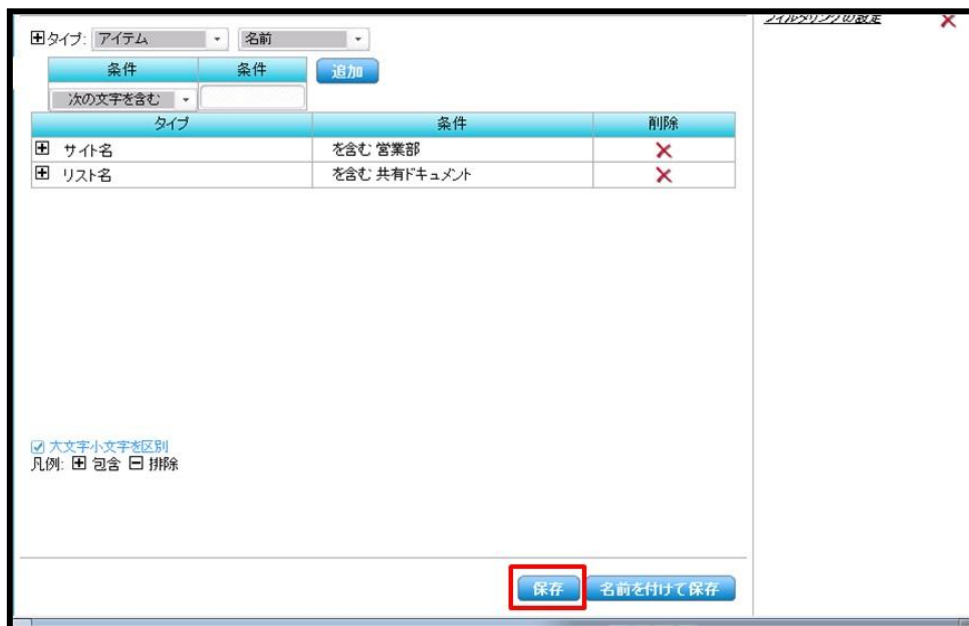 フィルタリングの設定
タイプ: アイテム 名前
条件 条件 追加
次の文字を含む
タイプ 条件 削除
サイト名 を含む 営業部
リスト名 を含む 共有ドキュメント
大文字小文字を区別
凡例: 包含 排除
保存 名前を付けて保存